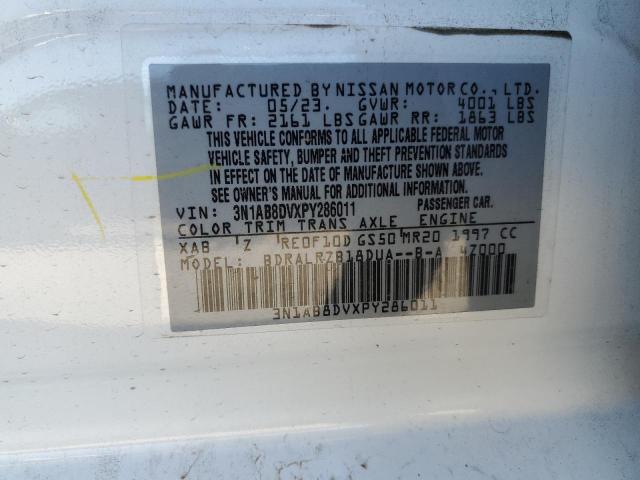 MANUFACTURED BY NISSAN MOTOR CO., LTD.
DATE: 05/23. GVWR: 4001 LBS
GAWR FR: 2161 LBS GAWR RR: 1863 LBS
THIS VEHICLE CONFORMS TO ALL APPLICABLE FEDERAL MOTOR
VEHICLE SAFETY, BUMPER AND THEFT PREVENTION STANDARDS
IN EFFECT ON THE DATE OF MANUFACTURE SHOWN ABOVE.
SEE OWNER'S MANUAL FOR ADDITIONAL INFORMATION.
VIN: 3N1AB8DVXPY286011 PASSENGER CAR.
COLOR TRIM TRANS AXLE ENGINE
XAB Z RE0F10D GS50 MR20 1997 CC
MODEL: BDRALRZB18DUA--B-A 4Z000
3N1AB8DVXPY286011